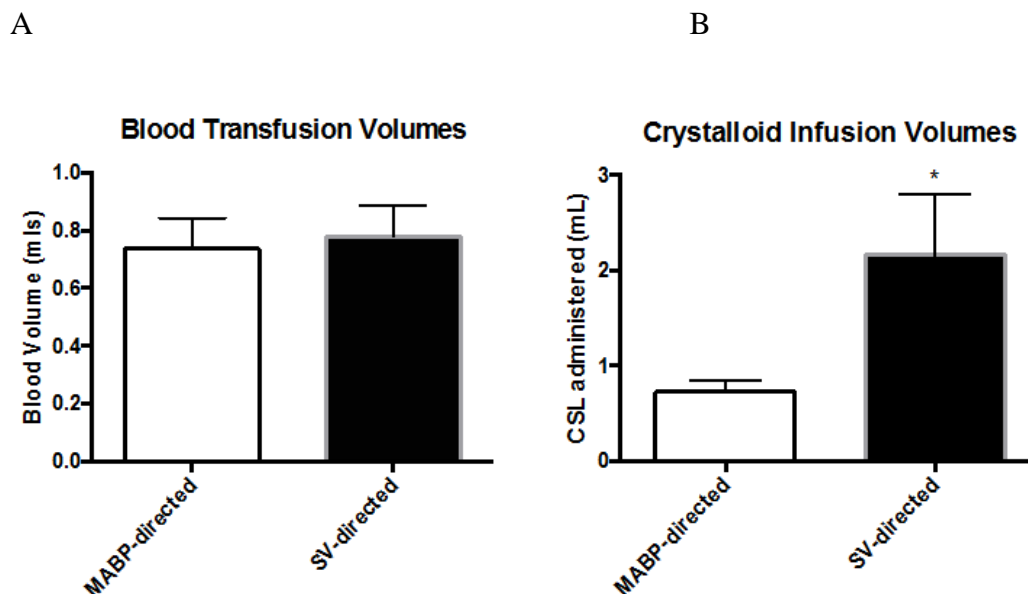 A
B
Blood Transfusion Volumes
Blood Volume (mls)
1.0
0.8
0.6
0.4
0.2
0.0
MABP-directed
SV-directed
Crystalloid Infusion Volumes
CSL administered (mL)
3
2
1
0
*
MABP-directed
SV-directed